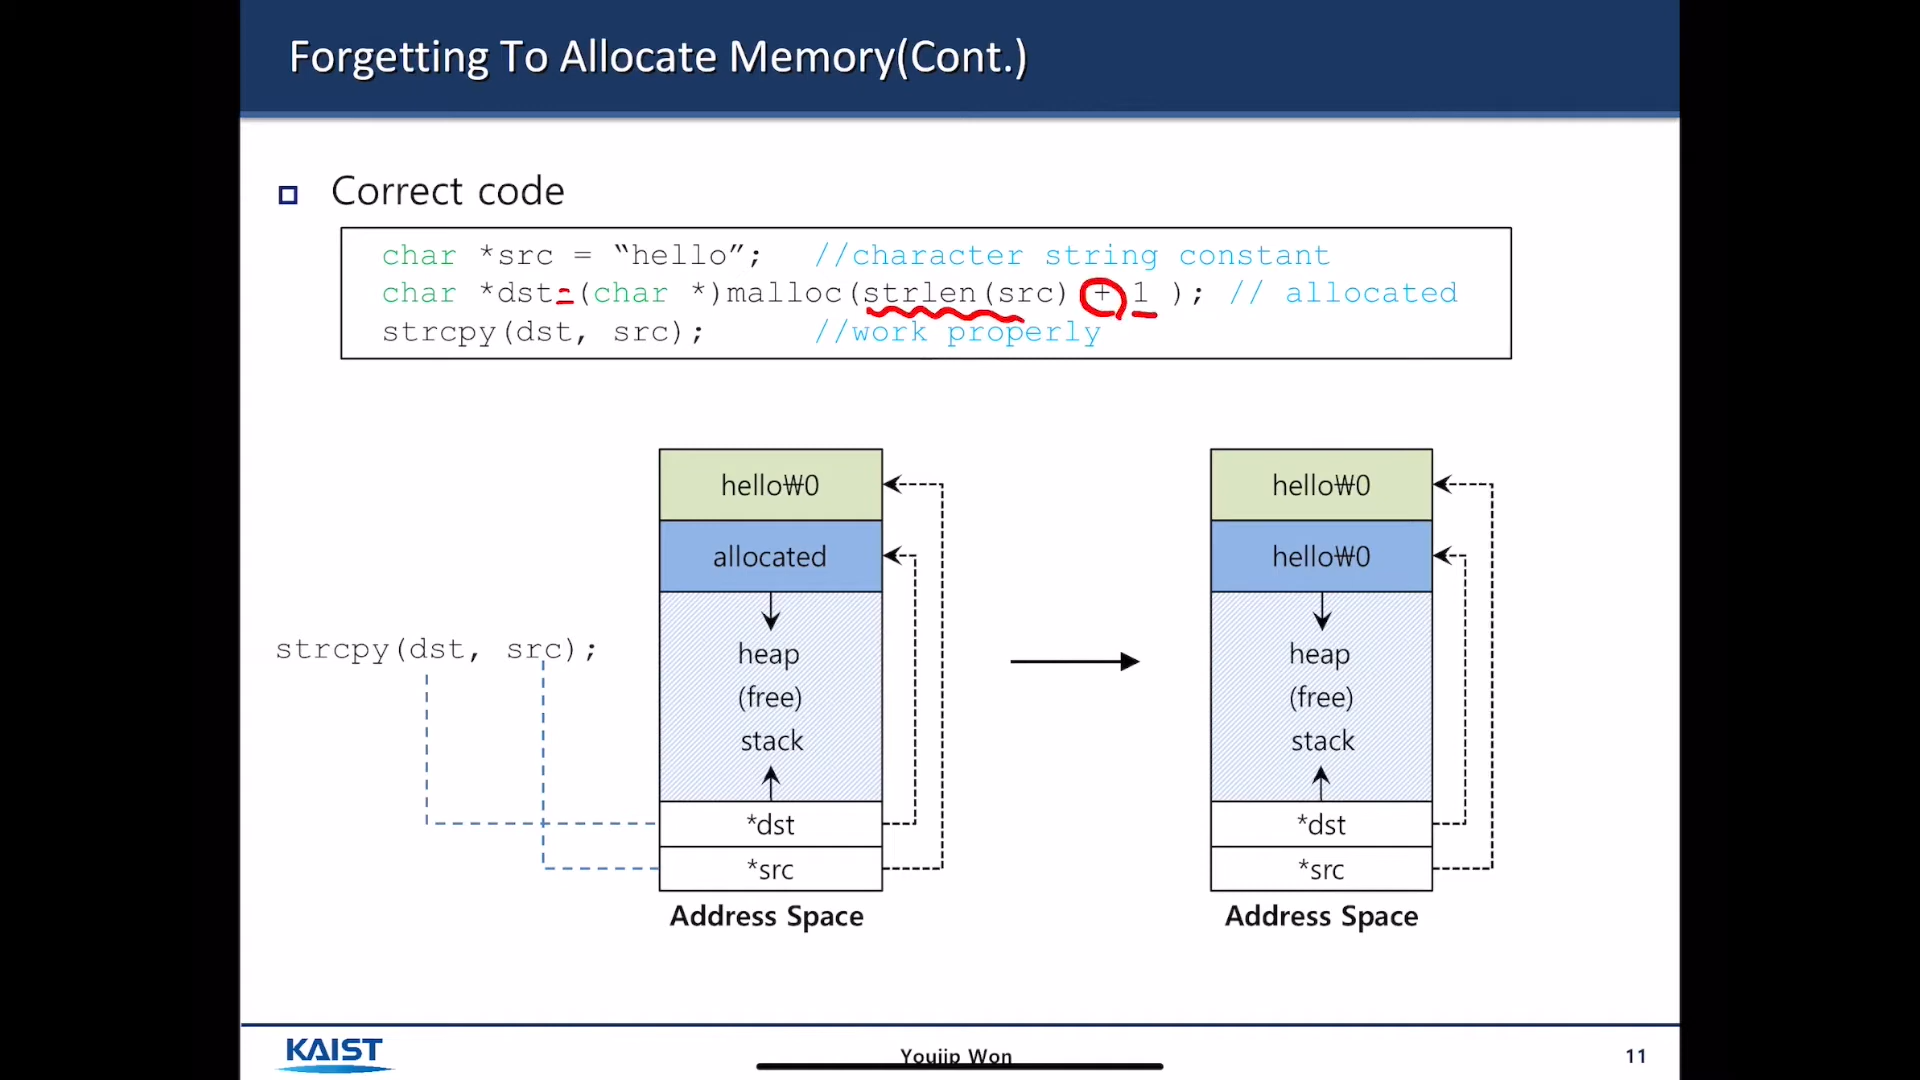 Forgetting To Allocate Memory(Cont.)
Correct code
char *src = “hello”; //character string constant
char *dst=(char *)malloc(strlen(src) + 1 ); // allocated
strcpy(dst, src); //work properly
hello₩0
allocated
heap
(free)
stack
*dst
*src
Address Space
strcpy(dst, src);
hello₩0
hello₩0
heap
(free)
stack
*dst
*src
Address Space
KAIST
Youjip Won
11